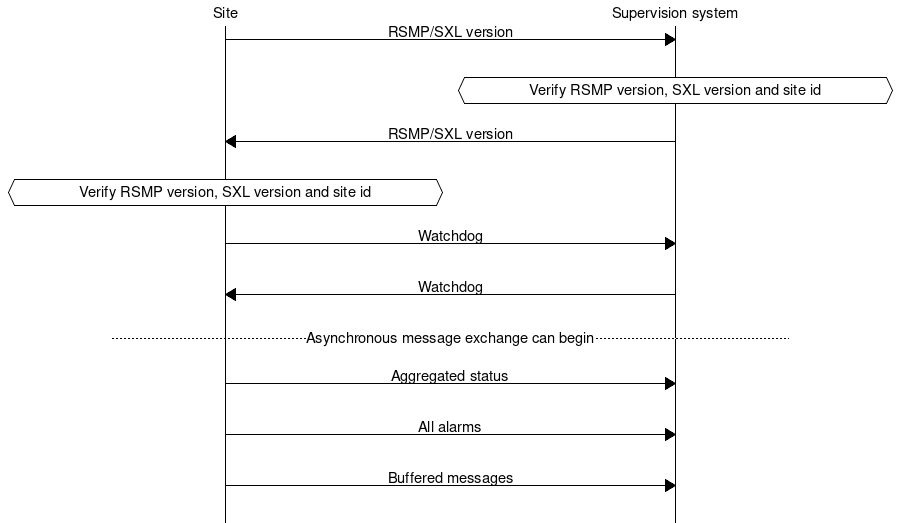 Site
Supervision system
RSMP/SXL version
Verify RSMP version, SXL version and site id
RSMP/SXL version
Verify RSMP version, SXL version and site id
Watchdog
Watchdog
Asynchronous message exchange can begin
Aggregated status
All alarms
Buffered messages